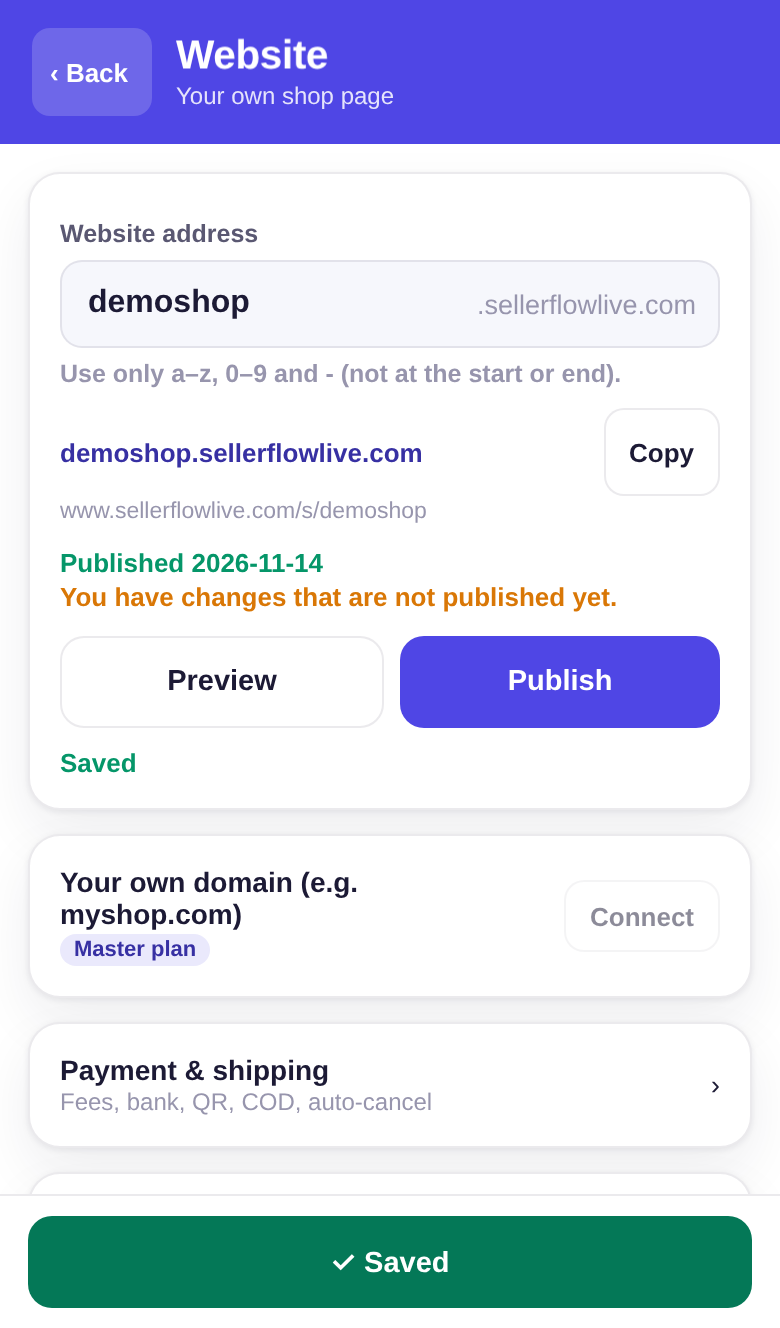 ‹ Back
Website
Your own shop page
Website address
demoshop
.sellerflowlive.com
Use only a–z, 0–9 and - (not at the start or end).
demoshop.sellerflowlive.com
Copy
www.sellerflowlive.com/s/demoshop
Published 2026-11-14
You have changes that are not published yet.
Preview
Publish
Saved
Your own domain (e.g.
myshop.com)
Master plan
Connect
Payment & shipping
Fees, bank, QR, COD, auto-cancel
›
✓ Saved